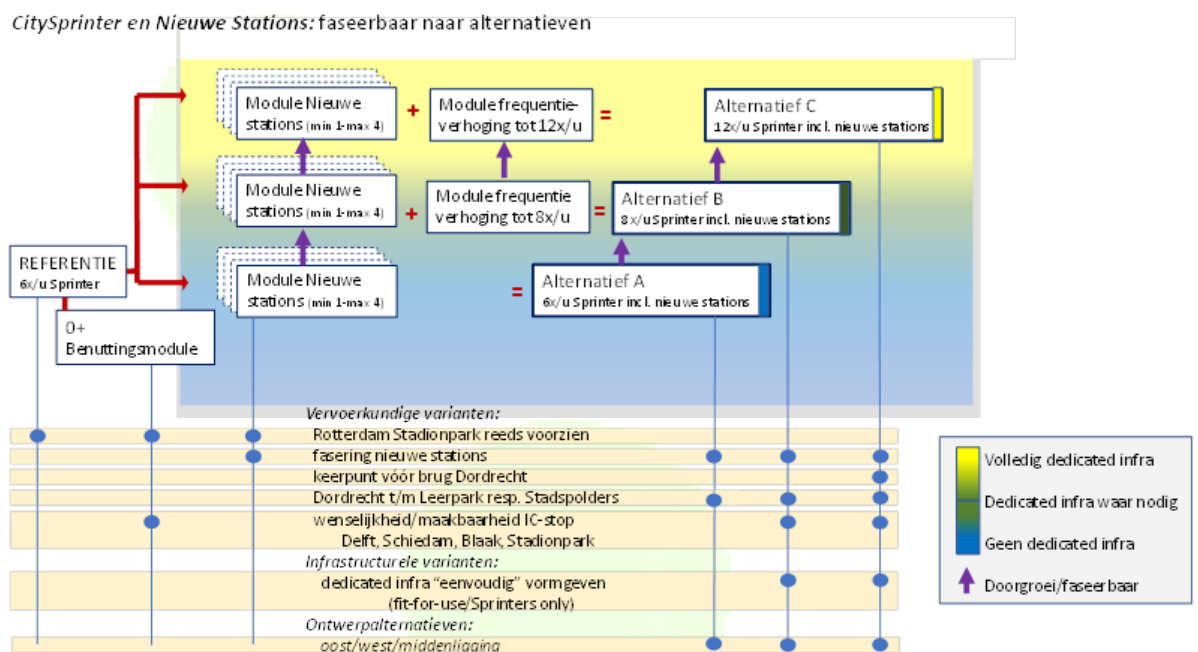 CitySprinter en Nieuwe Stations: faseerbaar naar alternatieven
Module Nieuwe
stations (min 1-max 4)
+
Module frequentie-
verhoging tot 12x/u
=
Alternatief C
12x/u Sprinter incl. nieuwe stations
Module Nieuwe
stations (min 1-max 4)
+
Module frequentie
verhoging tot 8x/u
=
Alternatief B
8x/u Sprinter incl. nieuwe stations
REFERENTIE
6x/u Sprinter
Module Nieuwe
stations (min 1-max 4)
=
Alternatief A
6x/u Sprinter incl. nieuwe stations
0+
Benuttingsmodule
Vervoerkundige varianten:
Rotterdam Stadionpark reeds voorzien
fasering nieuwe stations
keerpunt vóór brug Dordrecht
Dordrecht t/m Leerpark resp. Stadspolders
wenselijkheid/maakbaarheid IC-stop
Delft, Schiedam, Blaak, Stadionpark
Infrastructurele varianten:
dedicated infra “eenvoudig” vormgeven
(fit-for-use/Sprinters only)
Ontwerpalternatieven:
oost/west/middenligging
Volledig dedicated infra
Dedicated infra waar nodig
Geen dedicated infra
Doorgroei/faseerbaar